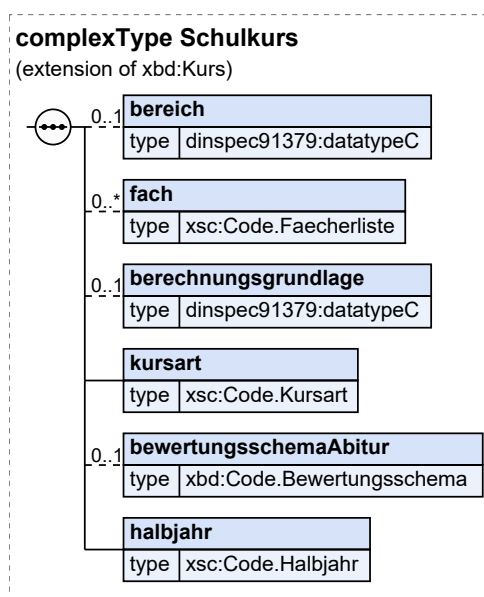 complexType Schulkurs
(extension of xbd:Kurs)
0..1 bereich
type dinspec91379:datatypeC
0..* fach
type xsc:Code.Faecherliste
0..1 berechnungsgrundlage
type dinspec91379:datatypeC
kursart
type xsc:Code.Kursart
0..1 bewertungsschemaAbitur
type xbd:Code.Bewertungsschema
halbjahr
type xsc:Code.Halbjahr